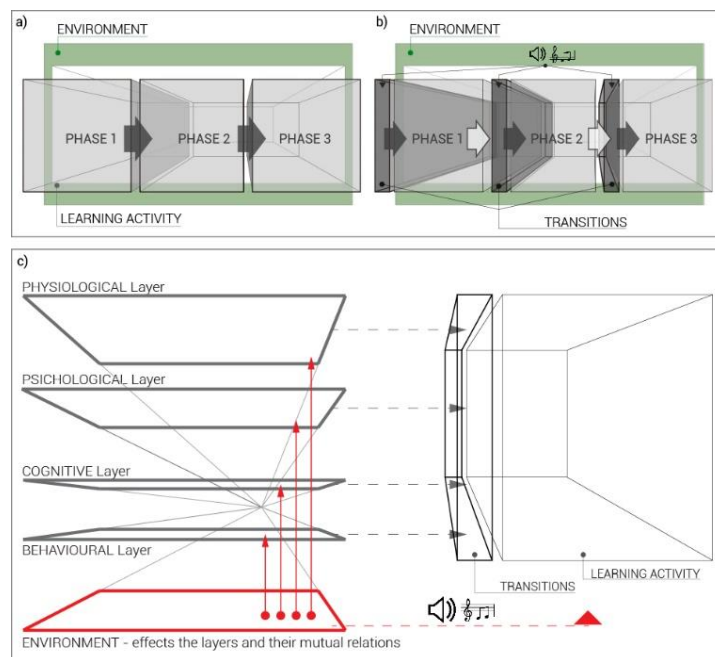 a)
ENVIRONMENT
PHASE 1
PHASE 2
PHASE 3
LEARNING ACTIVITY
b)
ENVIRONMENT
PHASE 1
PHASE 2
PHASE 3
TRANSITIONS
c)
PHYSIOLOGICAL Layer
PSICHOLOGICAL Layer
COGNITIVE Layer
BEHAVIOURAL Layer
TRANSITIONS
LEARNING ACTIVITY
ENVIRONMENT - effects the layers and their mutual relations